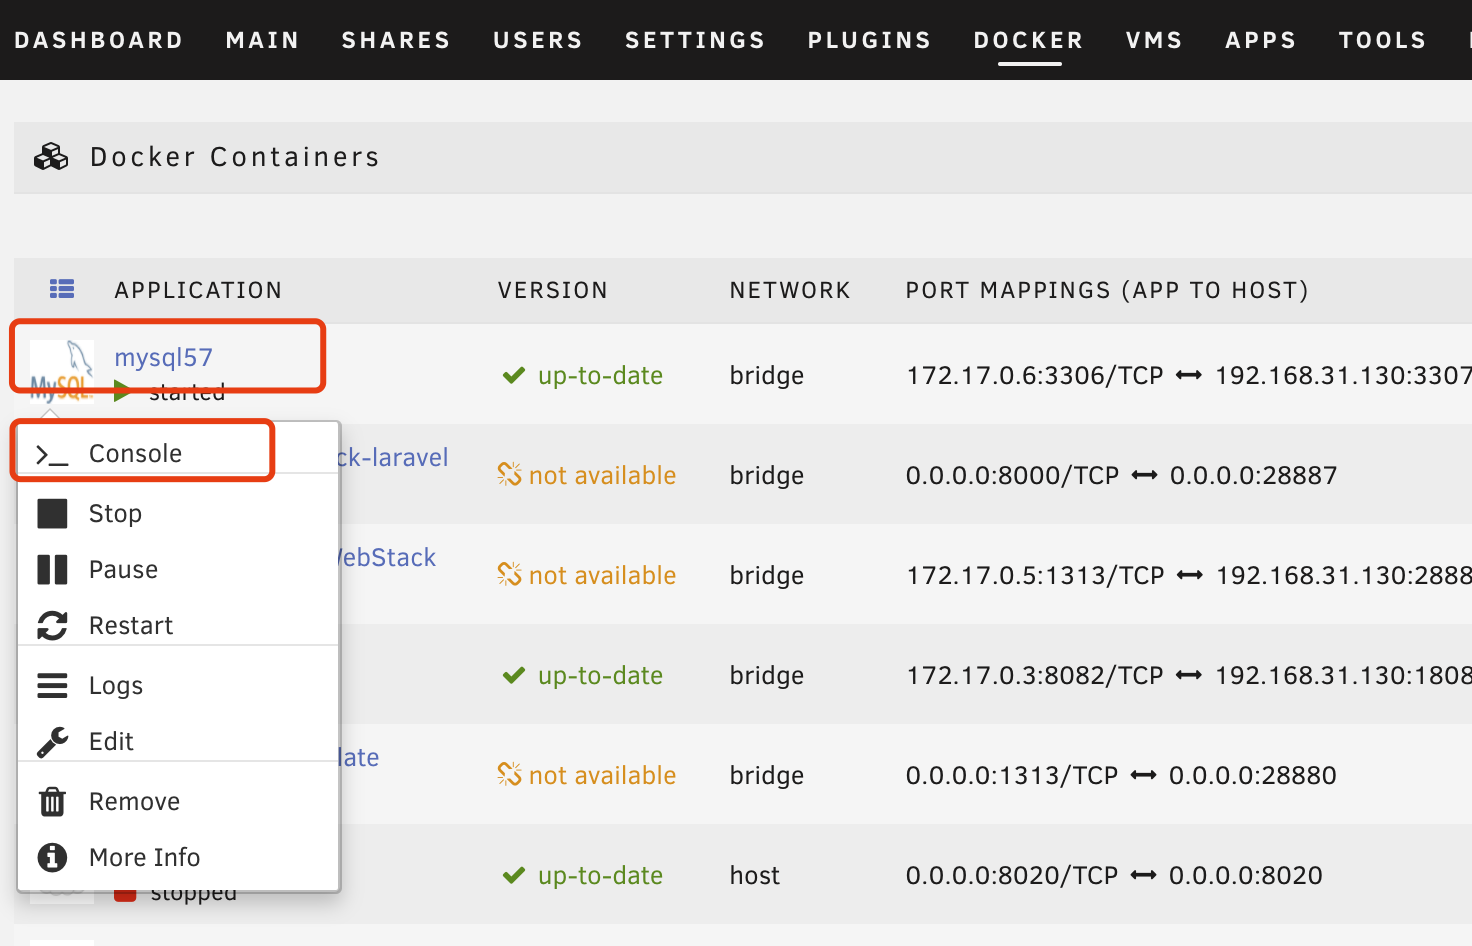 DASHBOARD MAIN SHARES USERS SETTINGS PLUGINS DOCKER VMS APPS TOOLS
Docker Containers
APPLICATION VERSION NETWORK PORT MAPPINGS (APP TO HOST)
MySQL. mysql57 up-to-date bridge 172.17.0.6:3306/TCP 192.168.31.130:3307
started
Console
ck-laravel not available bridge 0.0.0.0:8000/TCP 0.0.0.0:28887
Stop
Pause
ebStack not available bridge 172.17.0.5:1313/TCP 192.168.31.130:2888
Restart
Logs
up-to-date bridge 172.17.0.3:8082/TCP 192.168.31.130:1808
Edit
late not available bridge 0.0.0.0:1313/TCP 0.0.0.0:28880
Remove
More Info
up-to-date host 0.0.0.0:8020/TCP 0.0.0.0:8020
stopped